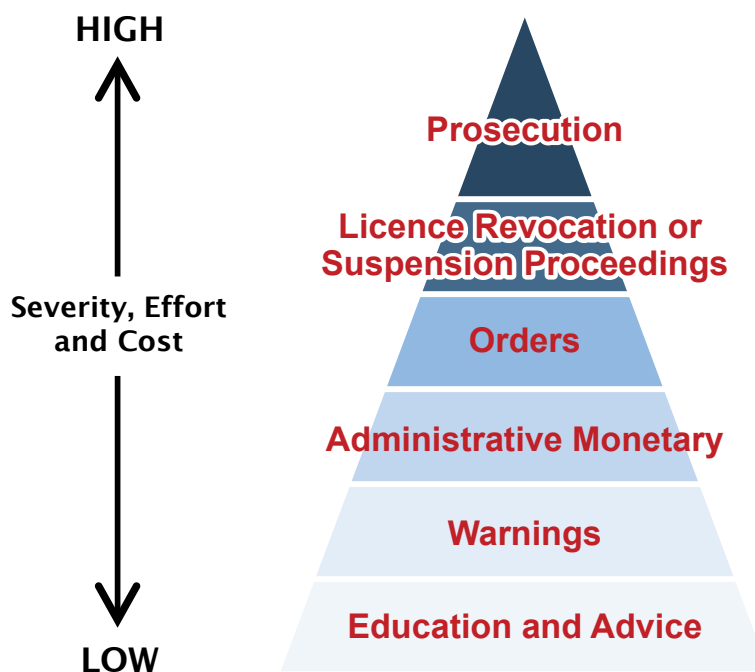 HIGH
Severity, Effort
and Cost
LOW
Prosecution
Licence Revocation or
Suspension Proceedings
Orders
Administrative Monetary
Warnings
Education and Advice